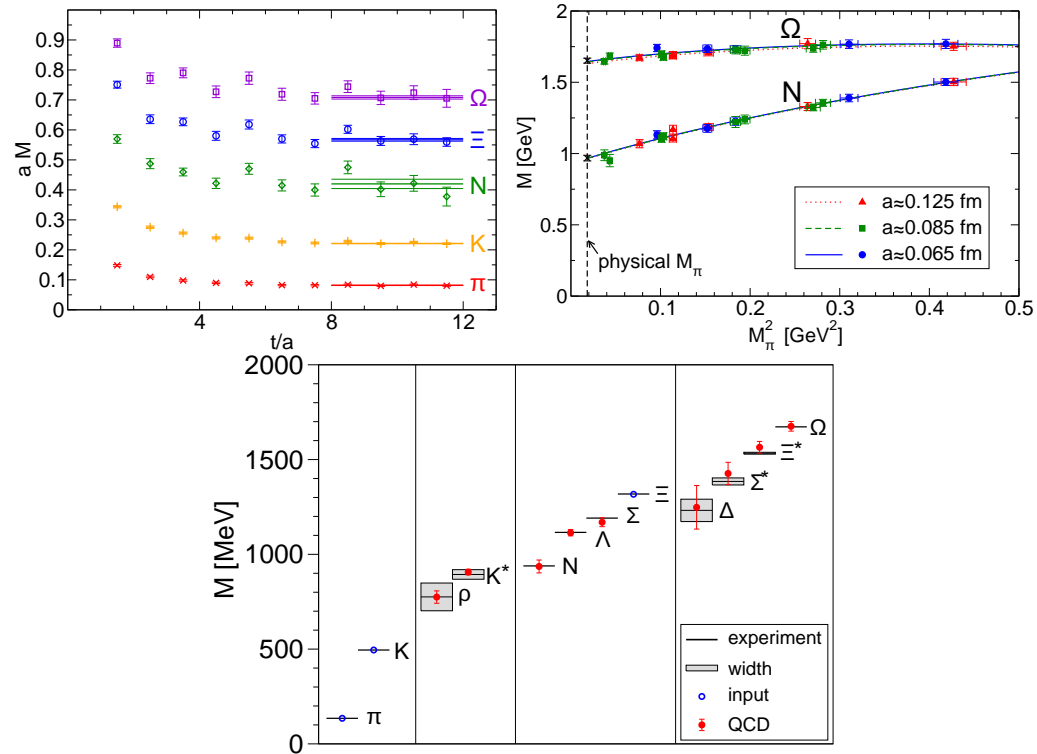 0.9
0.8
0.7
0.6
0.5
0.4
0.3
0.2
0.1
0
a M
4
8
12
t/a
Ω
Ξ
N
K
π
2
1.5
1
0.5
0
M [GeV]
0.1
0.2
0.3
0.4
0.5
M_π^2 [GeV^2]
Ω
N
physical M_π
a≈0.125 fm
a≈0.085 fm
a≈0.065 fm
2000
1500
1000
500
0
M [MeV]
π
K
ρ
K*
N
Λ
Σ
Ξ
Δ
Σ*
Ξ*
Ω
experiment
width
input
QCD